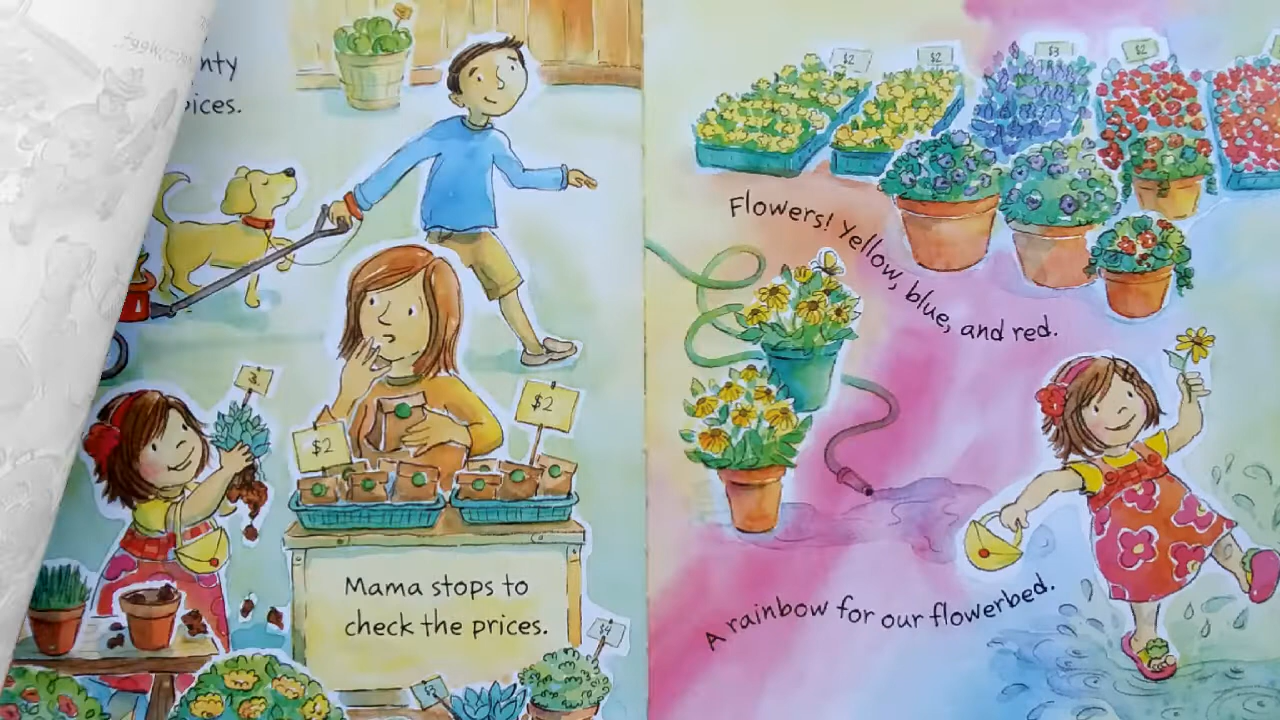 Mama stops to
check the prices.
$2
$2
$2
$2
$3
$2
Flowers! Yellow, blue, and red.
A rainbow for our flowerbed.
$4